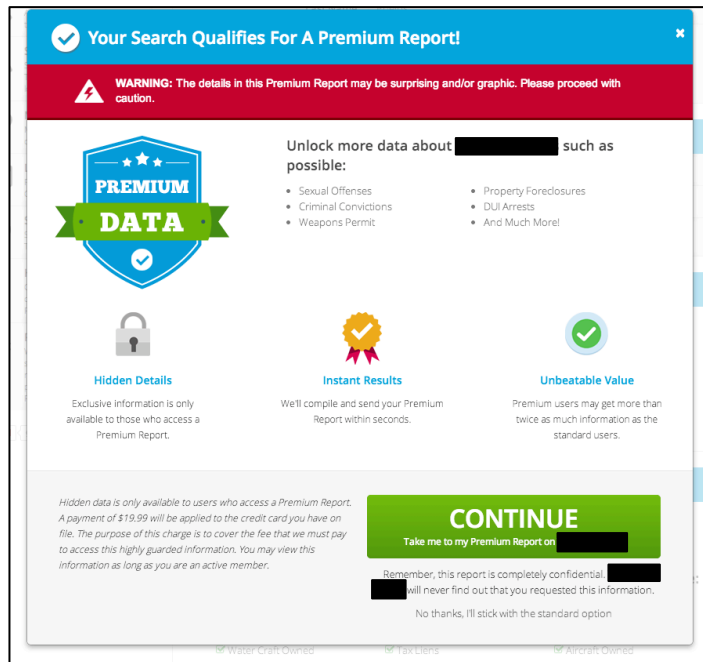 Your Search Qualifies For A Premium Report!
WARNING: The details in this Premium Report may be surprising and/or graphic. Please proceed with
caution.
PREMIUM
DATA
Unlock more data about such as
possible:
• Sexual Offenses
• Criminal Convictions
• Weapons Permit
• Property Foreclosures
• DUI Arrests
• And Much More!
Hidden Details
Exclusive information is only
available to those who access a
Premium Report.
Instant Results
We'll compile and send your Premium
Report within seconds.
Unbeatable Value
Premium users may get more than
twice as much information as the
standard users.
Hidden data is only available to users who access a Premium Report.
A payment of $19.99 will be applied to the credit card you have on
file. The purpose of this charge is to cover the fee that we must pay
to access this highly guarded information. You may view this
information as long as you are an active member.
CONTINUE
Take me to my Premium Report on
Remember, this report is completely confidential.
will never find out that you requested this information.
No thanks, I'll stick with the standard option
Water Craft Owned
Tax Liens
Aircraft Owned